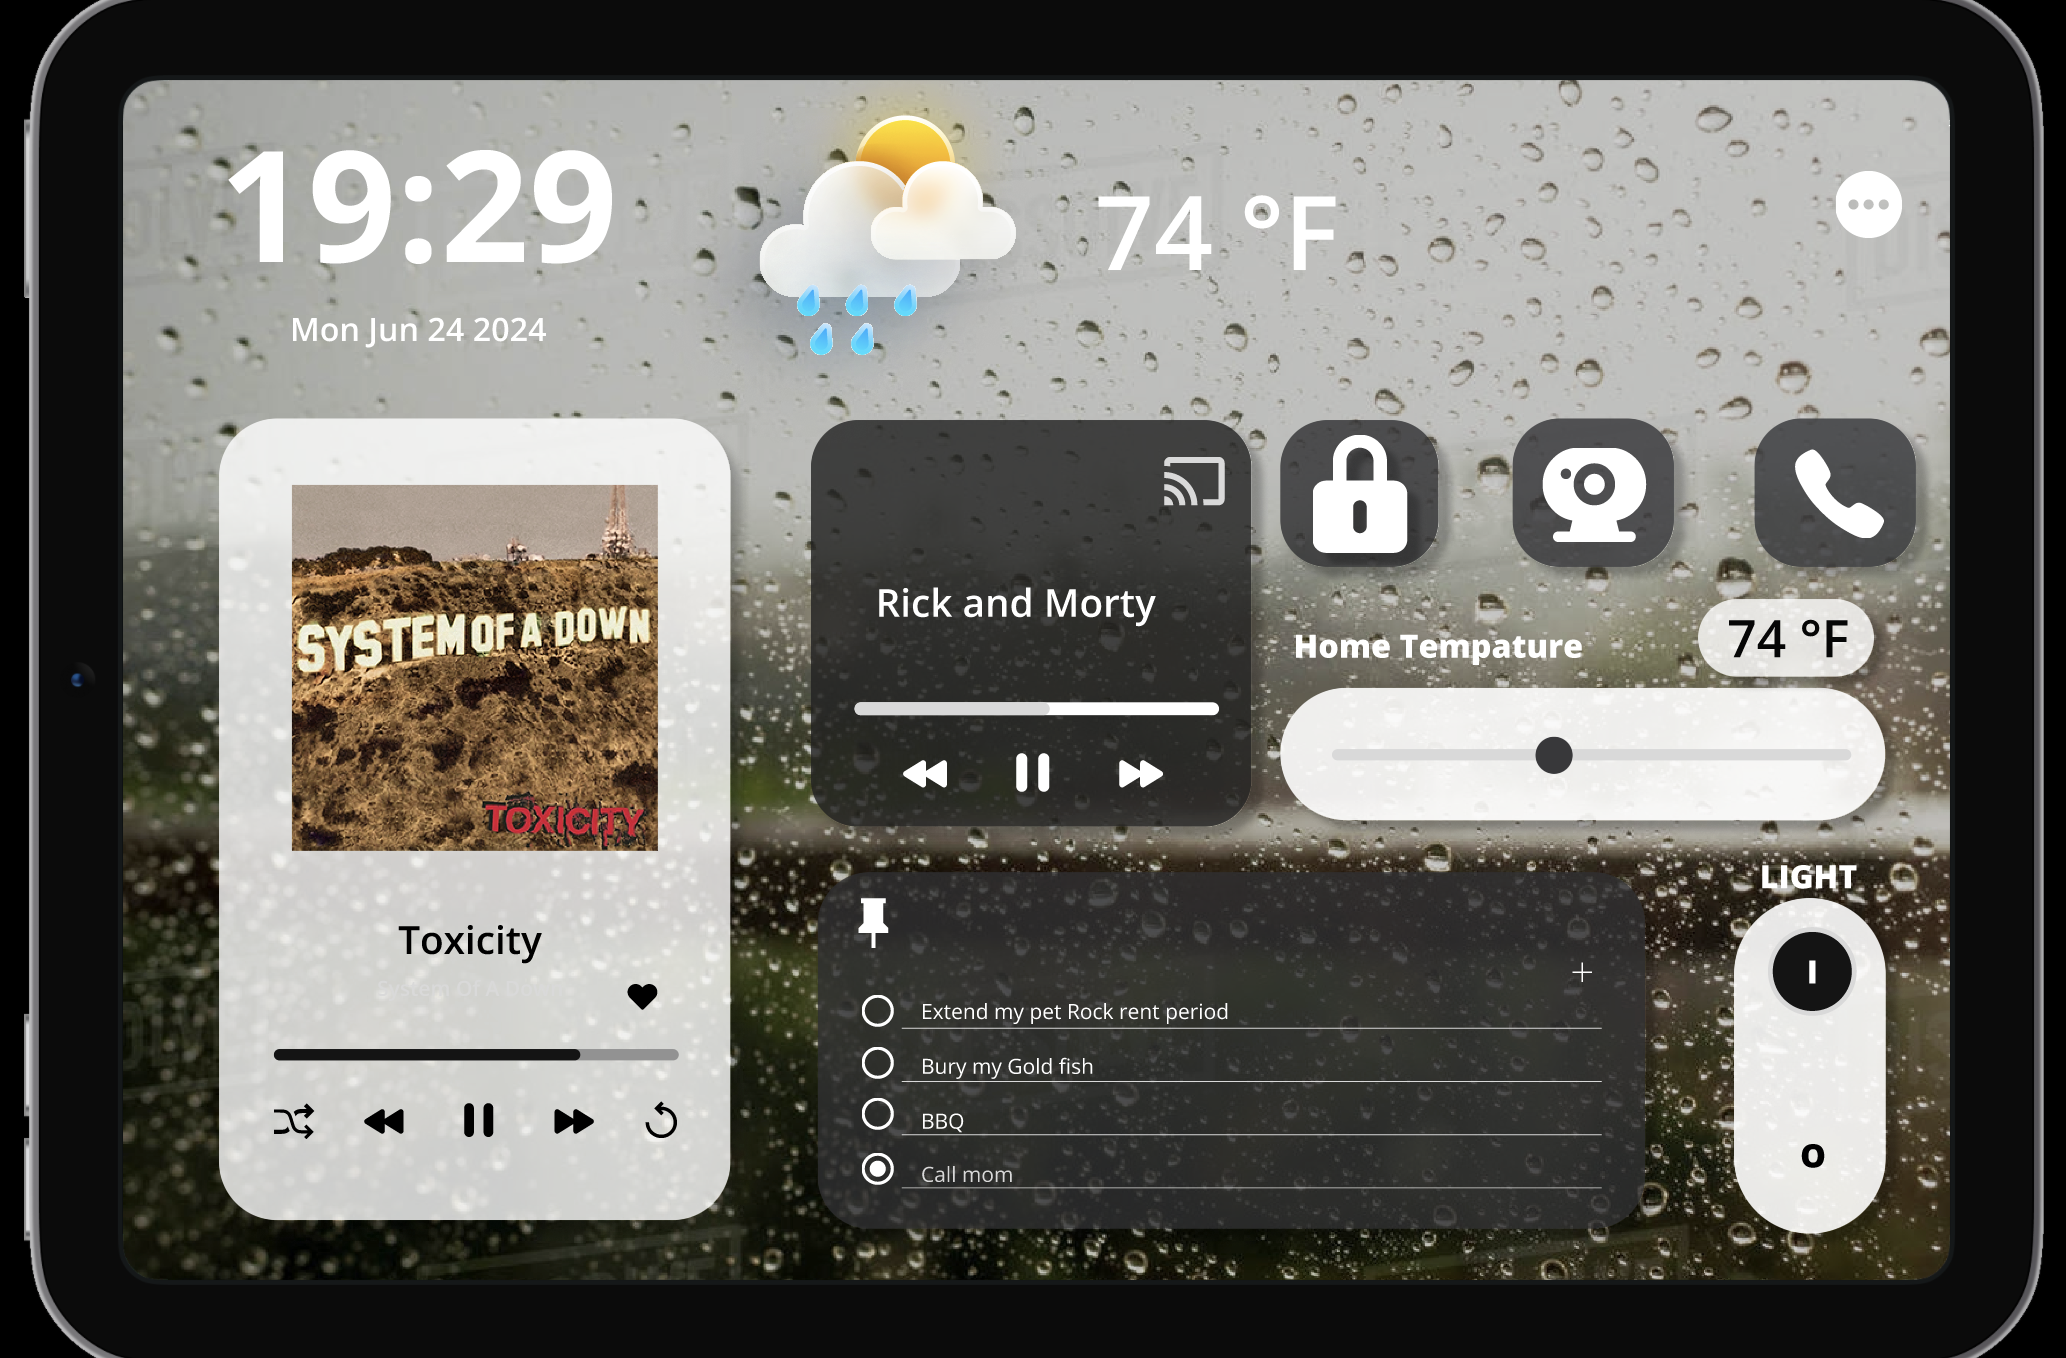 19:29
Mon Jun 24 2024
74 °F
SYSTEM OF A DOWN
TOXICITY
Toxicity
System Of A Down
Rick and Morty
Home Tempature
74 °F
Extend my pet Rock rent period
Bury my Gold fish
BBQ
Call mom
LIGHT
I
O